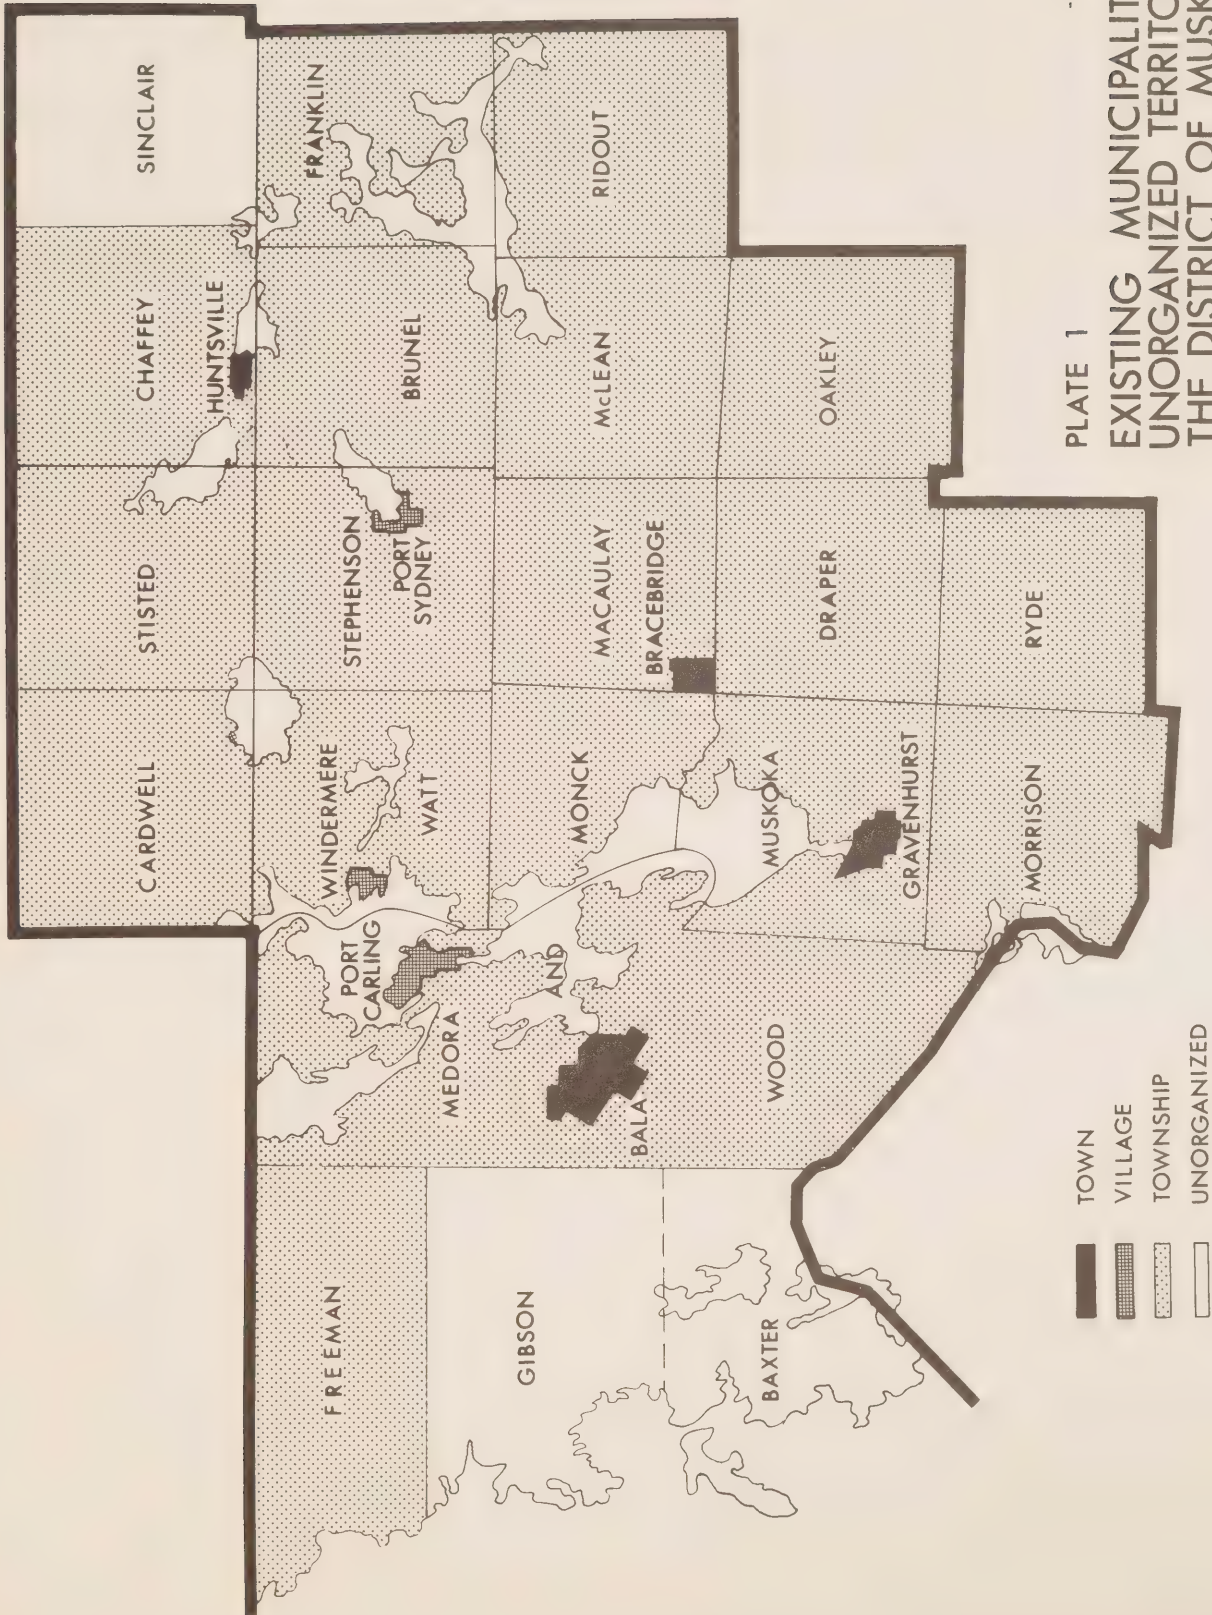 CARDWELL
STISTED
CHAFFEY
SINCLAIR
HUNTSVILLE
FREEMAN
PORT
CARLING
WINDERMERE
WATT
STEPHENSON
PORT
SYDNEY
BRUNEL
FRANKLIN
MEDORA
AND
WOOD
GIBSON
BALA
MONCK
MACAULAY
BRACEBRIDGE
McLEAN
RIDOUT
BAXTER
MUSKOKA
GRAVENHURST
DRAPER
OAKLEY
MORRISON
RYDE
TOWN
VILLAGE
TOWNSHIP
UNORGANIZED
PLATE 1
EXISTING MUNICIPALIT
UNORGANIZED TERRITO
THE DISTRICT OF MUSK